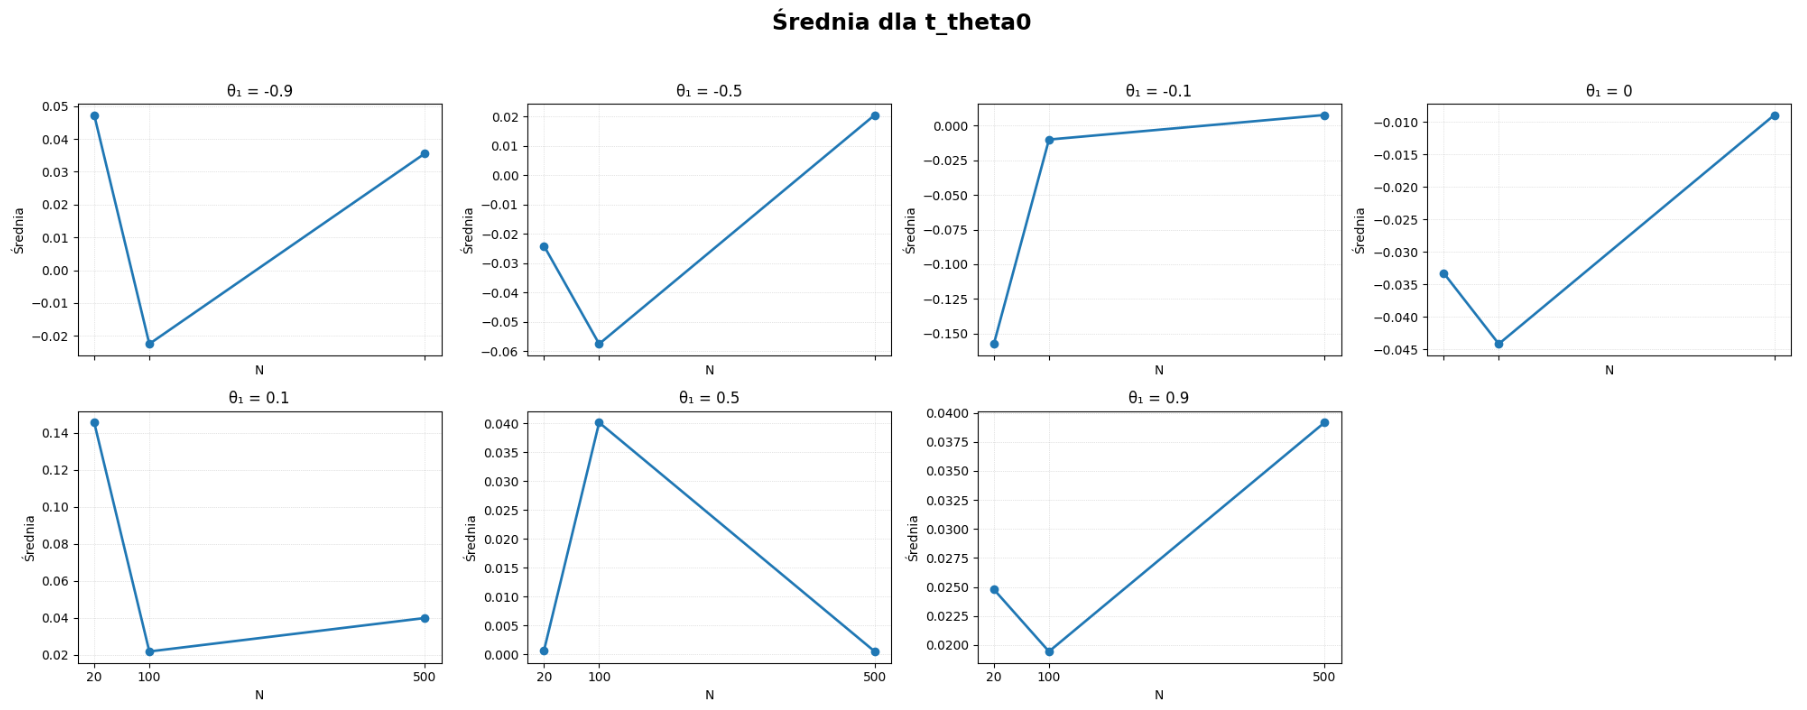 Średnia dla t_theta0
θ₁ = -0.9
0.05
0.04
0.03
0.02
0.01
0.00
−0.01
−0.02
Średnia
N
θ₁ = -0.5
0.02
0.01
0.00
−0.01
−0.02
−0.03
−0.04
−0.05
−0.06
Średnia
N
θ₁ = -0.1
0.000
−0.025
−0.050
−0.075
−0.100
−0.125
−0.150
Średnia
N
θ₁ = 0
−0.010
−0.015
−0.020
−0.025
−0.030
−0.035
−0.040
−0.045
Średnia
N
θ₁ = 0.1
0.14
0.12
0.10
0.08
0.06
0.04
0.02
Średnia
20 100 500
N
θ₁ = 0.5
0.040
0.035
0.030
0.025
0.020
0.015
0.010
0.005
0.000
Średnia
20 100 500
N
θ₁ = 0.9
0.0400
0.0375
0.0350
0.0325
0.0300
0.0275
0.0250
0.0225
0.0200
Średnia
20 100 500
N